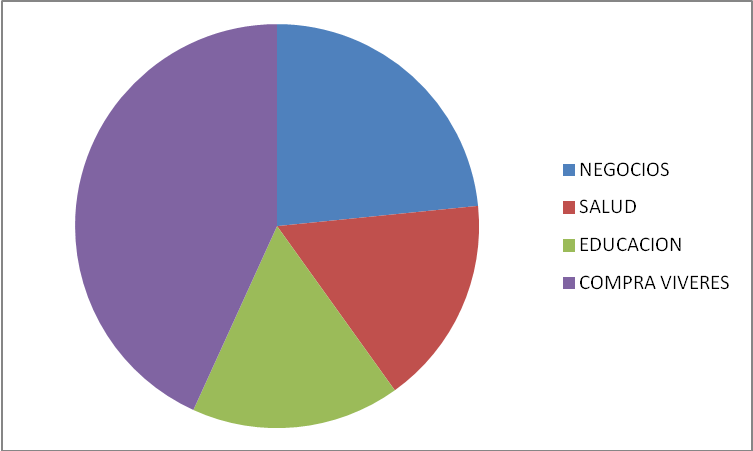 NEGOCIOS
SALUD
EDUCACION
COMPRA VIVERES